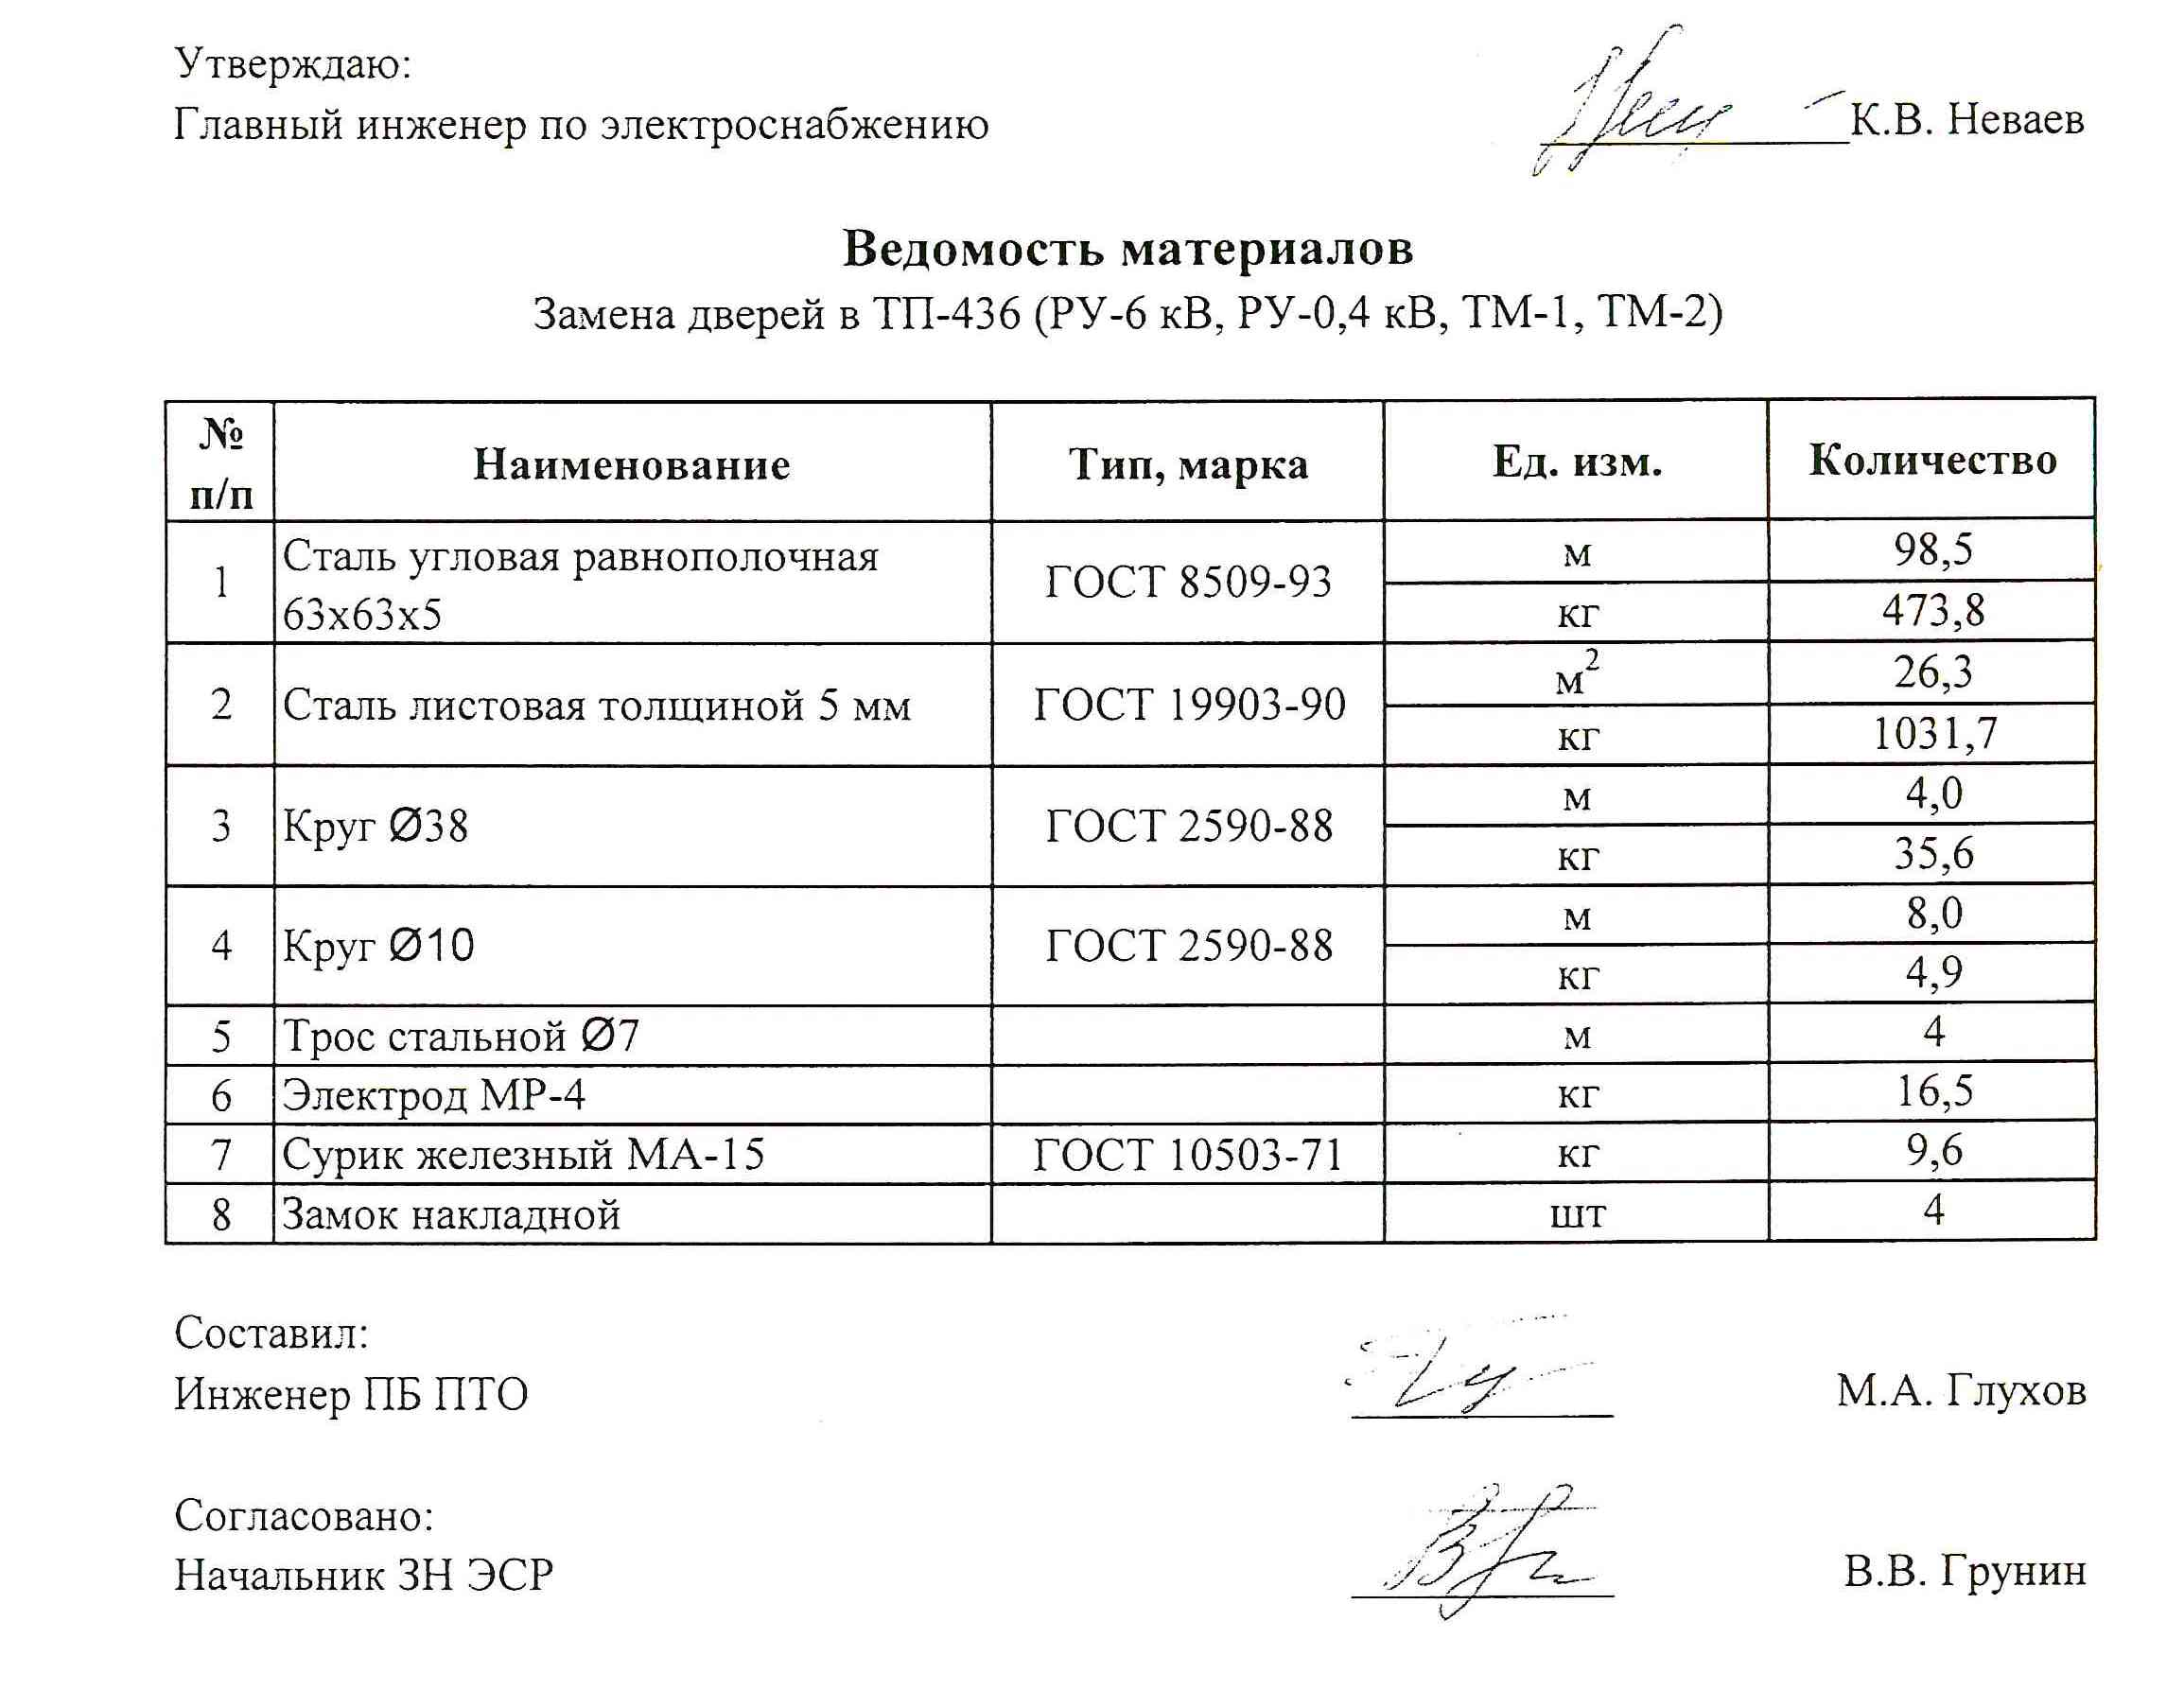 Утверждаю:
Главный инженер по электроснабжению
К.В. Неваев
Ведомость материалов
Замена дверей в ТП-436 (РУ-6 кВ, РУ-0,4 кВ, ТМ-1, ТМ-2)
№ п/п Наименование Тип, марка Ед. изм. Количество
1 Сталь угловая равнополочная 63х63х5 ГОСТ 8509-93 м 98,5
кг 473,8
2 Сталь листовая толщиной 5 мм ГОСТ 19903-90 м² 26,3
кг 1031,7
3 Круг Ø38 ГОСТ 2590-88 м 4,0
кг 35,6
4 Круг Ø10 ГОСТ 2590-88 м 8,0
кг 4,9
5 Трос стальной Ø7 м 4
6 Электрод МР-4 кг 16,5
7 Сурик железный МА-15 ГОСТ 10503-71 кг 9,6
8 Замок накладной шт 4
Составил:
Инженер ПБ ПТО
М.А. Глухов
Согласовано:
Начальник ЗН ЭСР
В.В. Грунин